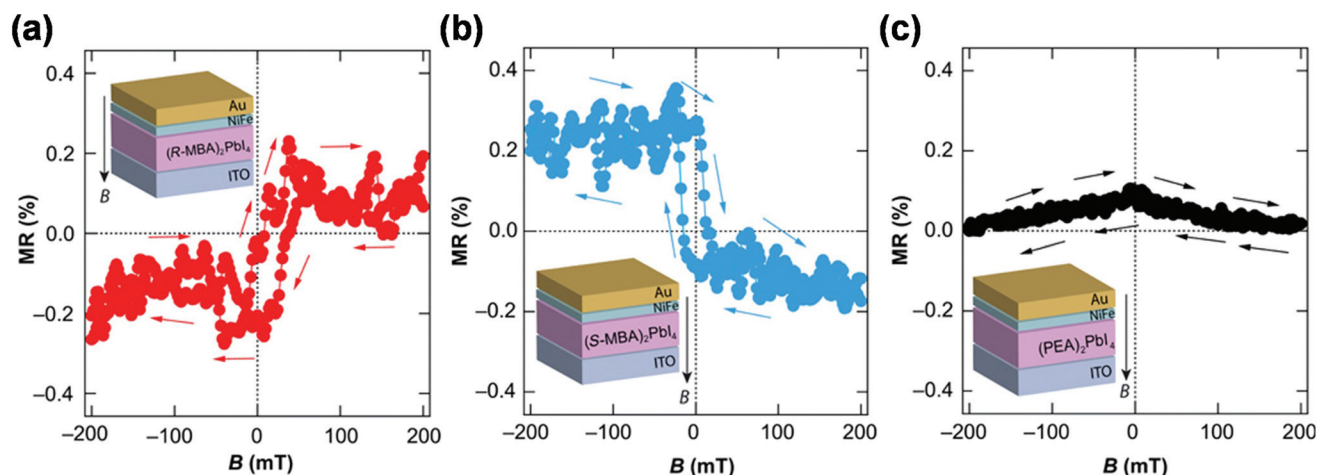 (a)
MR (%)
0.4
0.2
0.0
−0.2
−0.4
Au
NiFe
(R-MBA)₂PbI₄
ITO
B
−200
−100
0
100
200
B (mT)
(b)
MR (%)
0.4
0.2
0.0
−0.2
−0.4
Au
NiFe
(S-MBA)₂PbI₄
ITO
B
−200
−100
0
100
200
B (mT)
(c)
MR (%)
0.4
0.2
0.0
−0.2
−0.4
Au
NiFe
(PEA)₂PbI₄
ITO
B
−200
−100
0
100
200
B (mT)